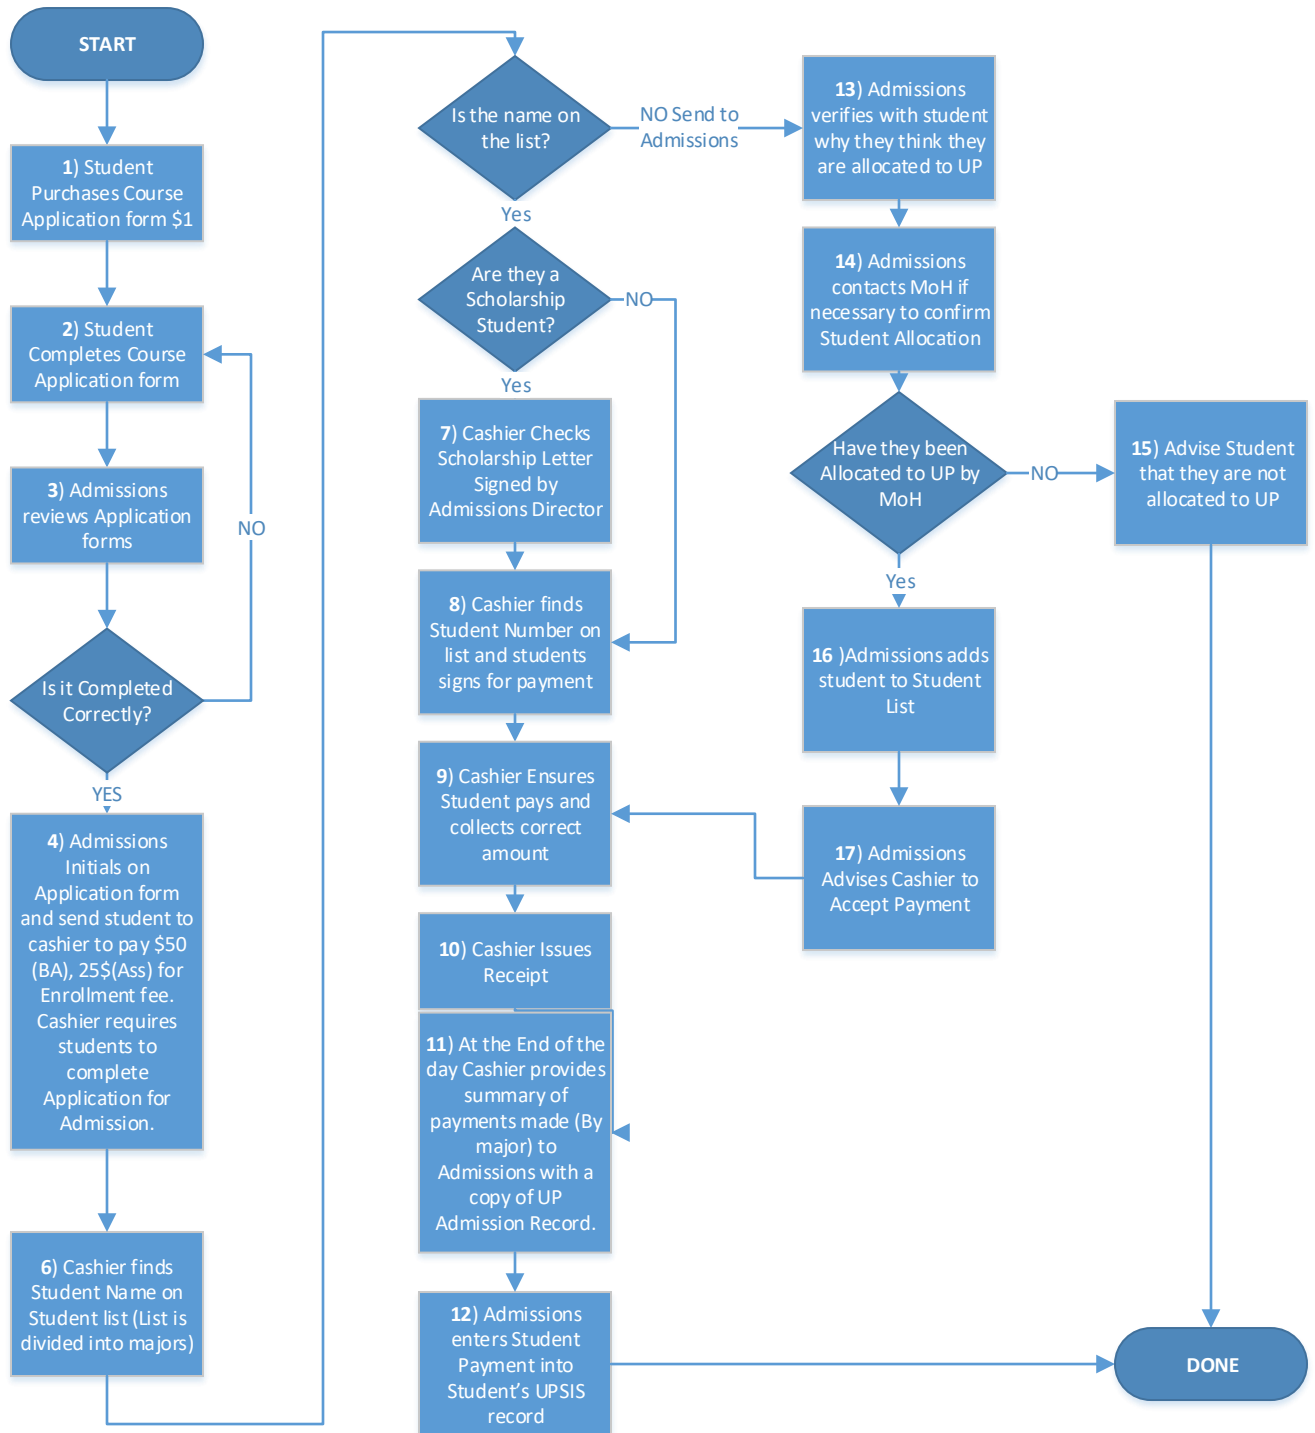 START
1) Student
Purchases Course
Application form $1
2) Student
Completes Course
Application form
3) Admissions
reviews Application
forms
NO
Is it Completed
Correctly?
YES
4) Admissions
Initials on
Application form
and send student to
cashier to pay $50
(BA), 25$(Ass) for
Enrollment fee.
Cashier requires
students to
complete
Application for
Admission.
6) Cashier finds
Student Name on
Student list (List is
divided into majors)
Is the name on
the list?
NO Send to
Admissions
Yes
Are they a
Scholarship
Student?
NO
Yes
7) Cashier Checks
Scholarship Letter
Signed by
Admissions Director
8) Cashier finds
Student Number on
list and students
signs for payment
9) Cashier Ensures
Student pays and
collects correct
amount
10) Cashier Issues
Receipt
11) At the End of the
day Cashier provides
summary of
payments made (By
major) to
Admissions with a
copy of UP
Admission Record.
12) Admissions
enters Student
Payment into
Student’s UPSIS
record
13) Admissions
verifies with student
why they think they
are allocated to UP
14) Admissions
contacts MoH if
necessary to confirm
Student Allocation
Have they been
Allocated to UP by
MoH
NO
Yes
15) Advise Student
that they are not
allocated to UP
16 )Admissions adds
student to Student
List
17) Admissions
Advises Cashier to
Accept Payment
DONE